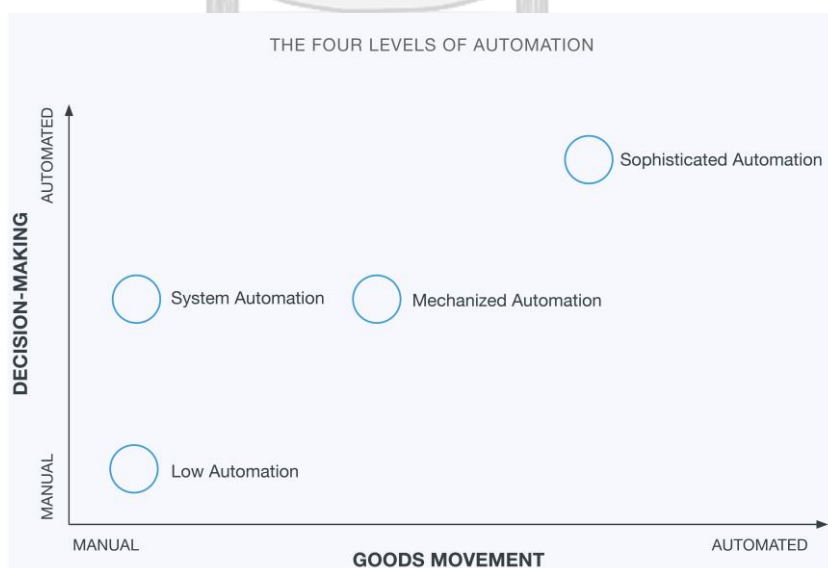 THE FOUR LEVELS OF AUTOMATION
AUTOMATED
Sophisticated Automation
DECISION-MAKING
System Automation
Mechanized Automation
MANUAL
Low Automation
MANUAL
AUTOMATED
GOODS MOVEMENT